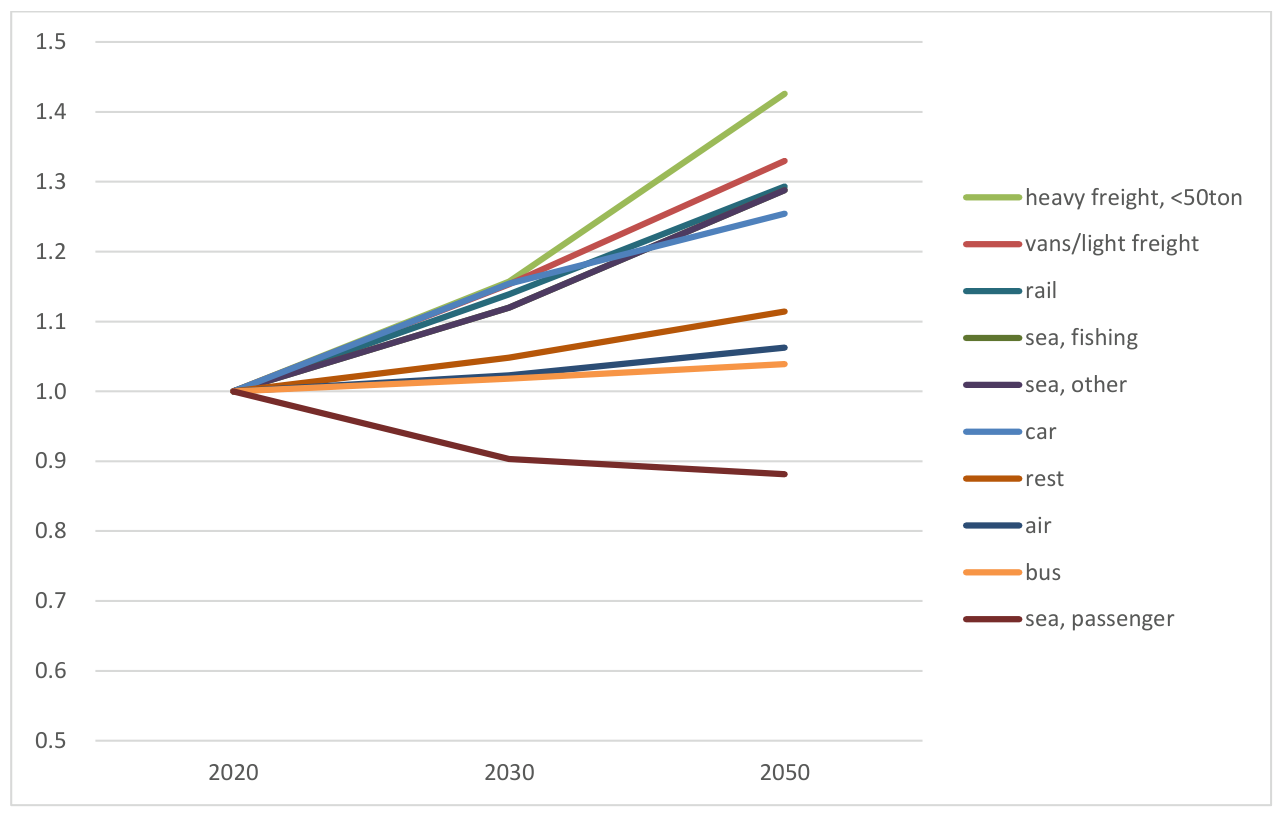 1.5
1.4
1.3
1.2
1.1
1.0
0.9
0.8
0.7
0.6
0.5
2020 2030 2050
heavy freight, <50ton
vans/light freight
rail
sea, fishing
sea, other
car
rest
air
bus
sea, passenger